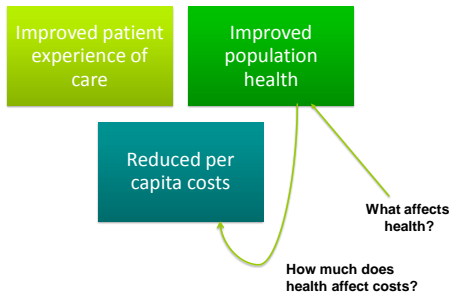 Improved patient
experience of
care
Improved
population
health
Reduced per
capita costs
What affects
health?
How much does
health affect costs?